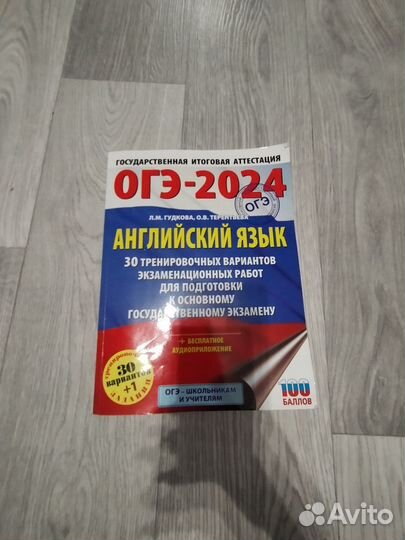 ГОСУДАРСТВЕННАЯ ИТОГОВАЯ АТТЕСТАЦИЯ
ОГЭ-2024
ОГЭ
Л.М. ГУДКОВА, О.В. ТЕРЕНТЬЕВА
АНГЛИЙСКИЙ ЯЗЫК
30 ТРЕНИРОВОЧНЫХ ВАРИАНТОВ
ЭКЗАМЕНАЦИОННЫХ РАБОТ
ДЛЯ ПОДГОТОВКИ
К ОСНОВНОМУ
ГОСУДАРСТВЕННОМУ ЭКЗАМЕНУ
+ БЕСПЛАТНОЕ
АУДИОПРИЛОЖЕНИЕ
30
вариантов
+1
ЗАДАНИЯ
ОГЭ – ШКОЛЬНИКАМ
И УЧИТЕЛЯМ
100
БАЛЛОВ
Avito